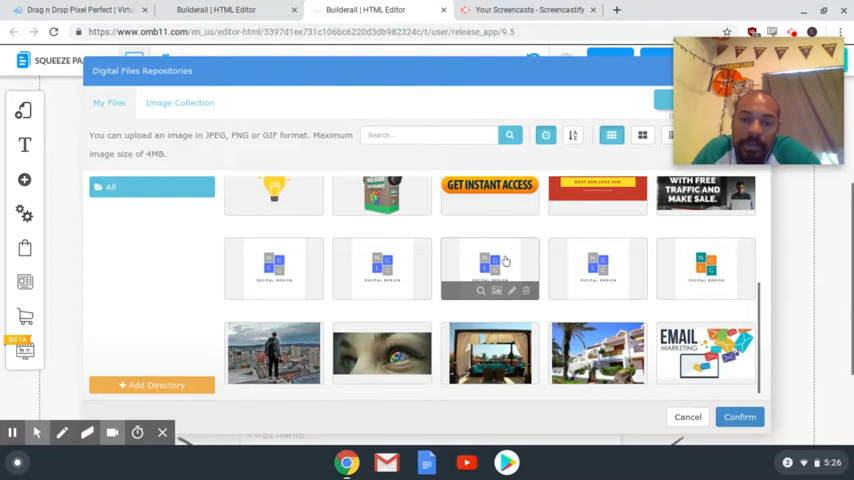 Drag n Drop Pixel Perfect | Virtu
Builderall | HTML Editor
Builderall | HTML Editor
Your Screencasts - Screencastify
https://www.omb11.com/en_us/editor-html/3397d1ee731c106bc6220d3db982324c/t/user/release_app/9.5
SQUEEZE PA
Digital Files Repositories
My Files
Image Collection
You can upload an image in JPEG, PNG or GIF format. Maximum
image size of 4MB.
Search...
All
GET INSTANT ACCESS
WITH FREE
TRAFFIC AND
MAKE SALE.
DIGITAL DESIGN
DIGITAL DESIGN
DIGITAL DESIGN
DIGITAL DESIGN
DIGITAL DESIGN
EMAIL
MARKETING
BETA
+ Add Directory
Cancel
Confirm
2
5:26